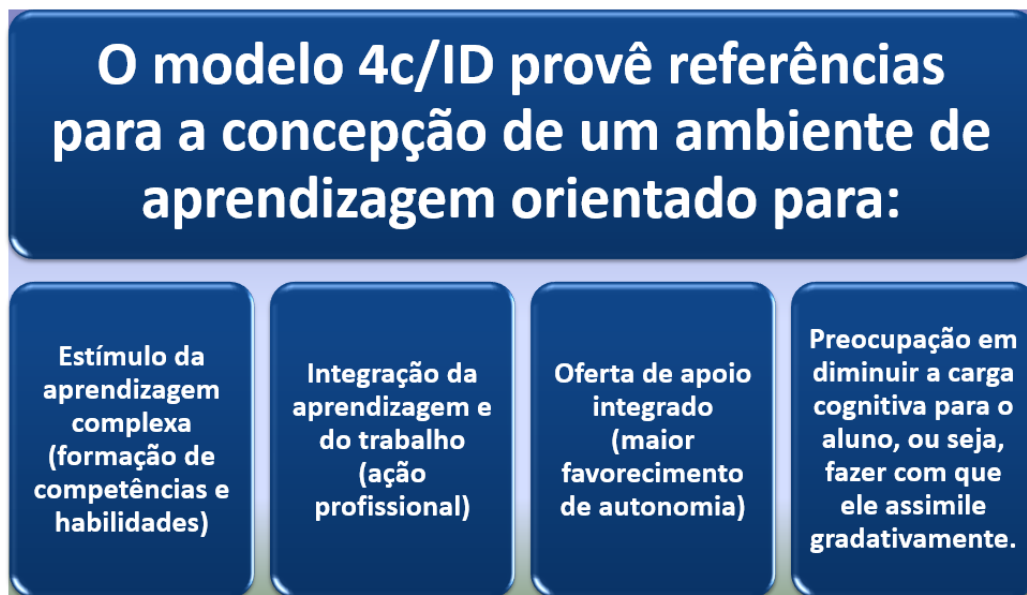 O modelo 4c/ID provê referências
para a concepção de um ambiente de
aprendizagem orientado para:
Estímulo da
aprendizagem
complexa
(formação de
competências e
habilidades)
Integração da
aprendizagem e
do trabalho
(ação
profissional)
Oferta de apoio
integrado
(maior
favorecimento
de autonomia)
Preocupação em
diminuir a carga
cognitiva para o
aluno, ou seja,
fazer com que
ele assimile
gradativamente.